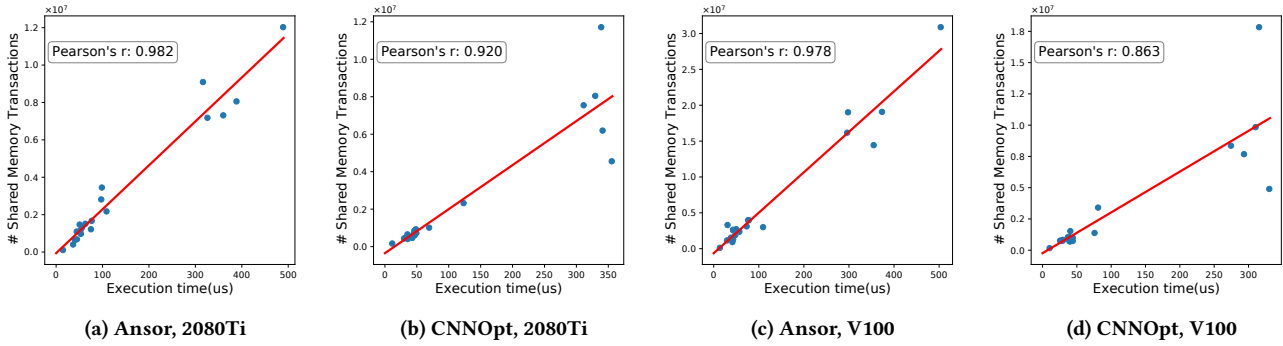 ×10⁷
1.2
1.0
0.8
0.6
0.4
0.2
0.0
Pearson's r: 0.982
# Shared Memory Transactions
0 100 200 300 400 500
Execution time(us)
(a) Ansor, 2080Ti
×10⁷
1.2
1.0
0.8
0.6
0.4
0.2
0.0
Pearson's r: 0.920
# Shared Memory Transactions
0 50 100 150 200 250 300 350
Execution time(us)
(b) CNNOpt, 2080Ti
×10⁷
3.0
2.5
2.0
1.5
1.0
0.5
0.0
Pearson's r: 0.978
# Shared Memory Transactions
0 100 200 300 400 500
Execution time(us)
(c) Ansor, V100
×10⁷
1.8
1.5
1.2
1.0
0.8
0.5
0.2
0.0
Pearson's r: 0.863
# Shared Memory Transactions
0 50 100 150 200 250 300
Execution time(us)
(d) CNNOpt, V100